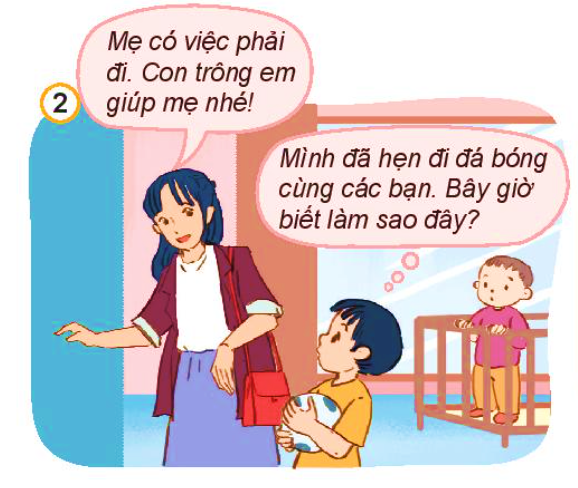 2
Mẹ có việc phải
đi. Con trông em
giúp mẹ nhé!
Mình đã hẹn đi đá bóng
cùng các bạn. Bây giờ
biết làm sao đây?